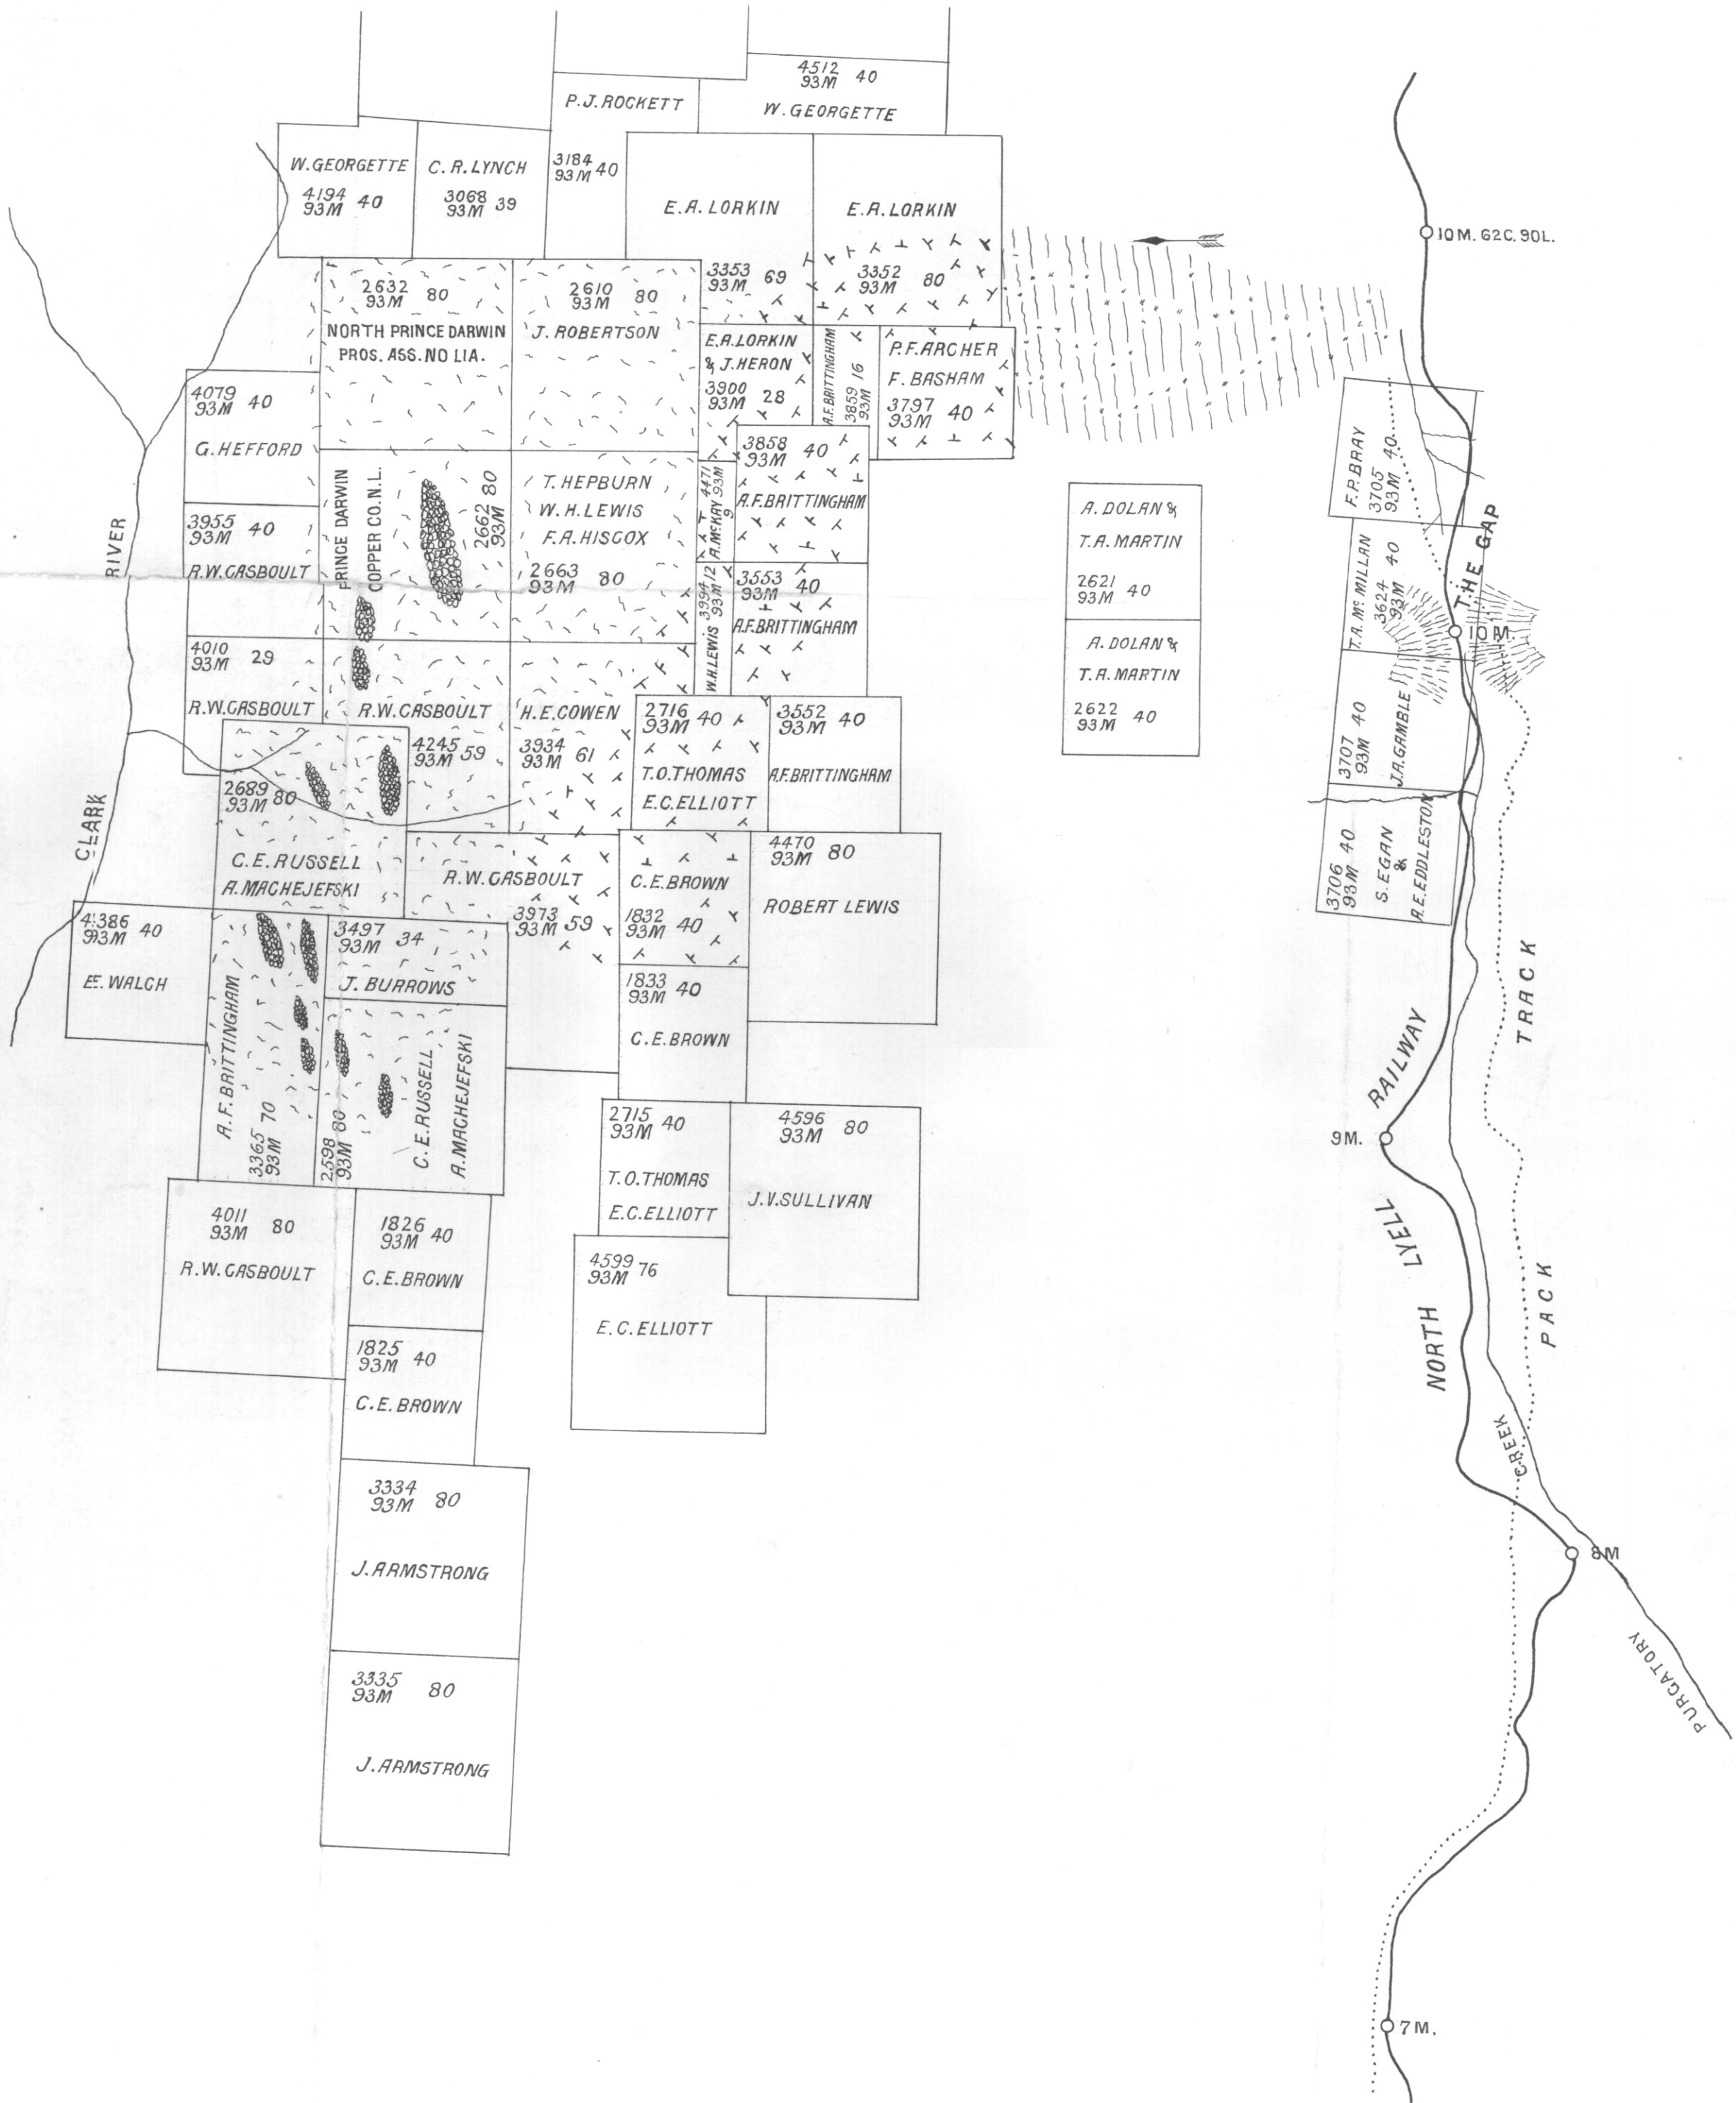 4512
93M 40
W. GEORGETTE
P. J. ROCKETT
3184
93M 40
W. GEORGETTE
4194
93M 40
C. R. LYNCH
3068
93M 39
E. A. LORKIN
3353
93M 69
E. A. LORKIN
3352
93M 80
10M. 62C. 90L.
2632
93M 80
NORTH PRINCE DARWIN
PROS. ASS. NO LIA.
2610
93M 80
J. ROBERTSON
E. A. LORKIN
& J. HERON
3900
93M 28
A.F. BRITTINGHAM
3859 16
93M
P. F. ARCHER
F. BASHAM
3797
93M 40
4079
93M 40
G. HEFFORD
PRINCE DARWIN
COPPER CO. N.L.
2662 80
93M
T. HEPBURN
W. H. LEWIS
F. A. HISCOX
2663
93M 80
A. McKAY 4471
93M
9
3858
93M 40
A.F. BRITTINGHAM
A. DOLAN &
T. A. MARTIN
2621
93M 40
A. DOLAN &
T. A. MARTIN
2622
93M 40
F. P. BRAY
3705
93M 40
THE GAP
T. A. Mc MILLAN
3624
93M 40
10M.
3707 40
93M
J. A. GAMBLE
3706 40
93M
S. EGAN
&
A. E. EDDLESTON
RIVER
CLARK
3955
93M 40
R. W. GASBOULT
W. H. LEWIS 3994
93M 12
3553
93M 40
A.F. BRITTINGHAM
4010
93M 29
R. W. GASBOULT
R. W. GASBOULT
4245
93M 59
H. E. COWEN
3934
93M 61
2716
93M 40
T. O. THOMAS
E. C. ELLIOTT
3552
93M 40
A.F. BRITTINGHAM
2689
93M 80
C. E. RUSSELL
A. MACHEJEFSKI
R. W. GASBOULT
3973
93M 59
C. E. BROWN
1832
93M 40
4470
93M 80
ROBERT LEWIS
4386
93M 40
E. WALCH
A. F. BRITTINGHAM
3365 70
93M
3497
93M 34
J. BURROWS
2598 80
93M
C. E. RUSSELL
A. MACHEJEFSKI
1833
93M 40
C. E. BROWN
2715
93M 40
T. O. THOMAS
E. C. ELLIOTT
4596
93M 80
J. V. SULLIVAN
4599
93M 76
E. C. ELLIOTT
4011
93M 80
R. W. GASBOULT
1826
93M 40
C. E. BROWN
1825
93M 40
C. E. BROWN
3334
93M 80
J. ARMSTRONG
3335
93M 80
J. ARMSTRONG
NORTH LYELL RAILWAY
9M.
PACK TRACK
PURGATORY CREEK
8M
7M.